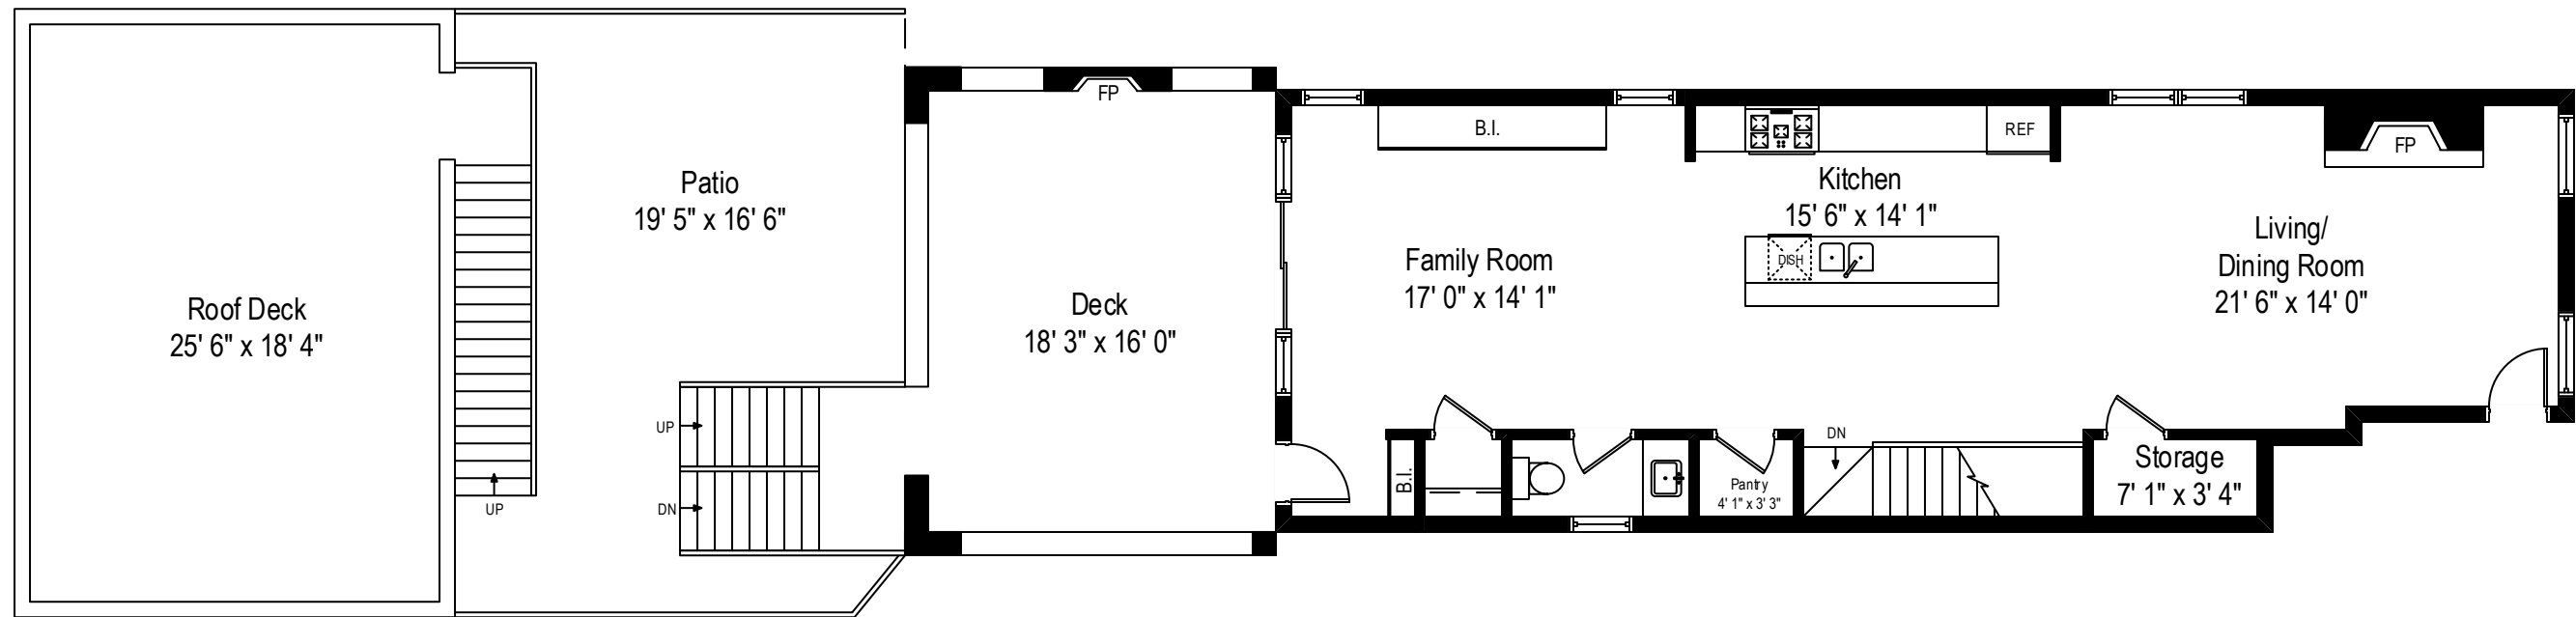 Roof Deck
25' 6" x 18' 4"
UP
Patio
19' 5" x 16' 6"
UP
DN
FP
Deck
18' 3" x 16' 0"
B.I.
Family Room
17' 0" x 14' 1"
B.I.
REF
Kitchen
15' 6" x 14' 1"
DISH
Pantry
4' 1" x 3' 3"
DN
FP
Living/
Dining Room
21' 6" x 14' 0"
Storage
7' 1" x 3' 4"